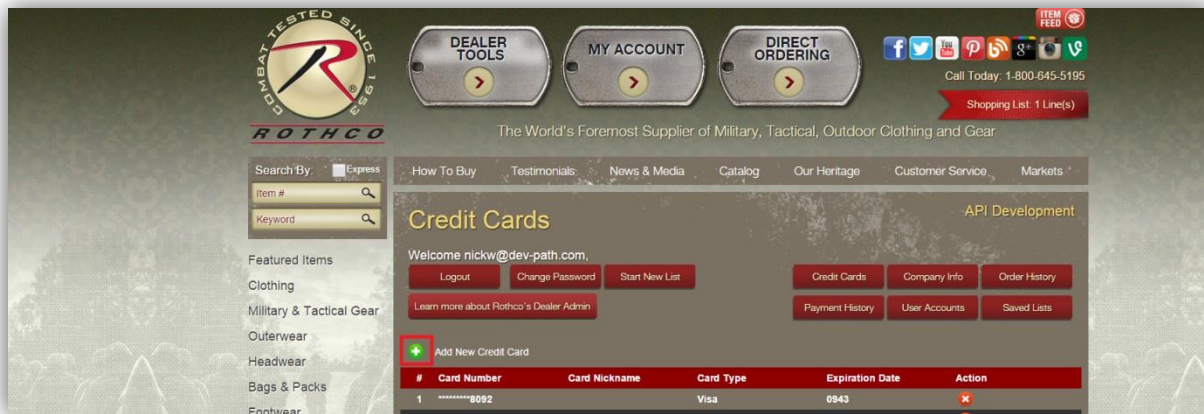 COMBAT TESTED SINCE 1953
R
®
ROTHCO
DEALER
TOOLS
MY ACCOUNT
DIRECT
ORDERING
ITEM
FEED
You
Tube
g+
Call Today: 1-800-645-5195
Shopping List: 1 Line(s)
The World's Foremost Supplier of Military, Tactical, Outdoor Clothing and Gear
Search By: Express
Item #
Keyword
How To Buy Testimonials News & Media Catalog Our Heritage Customer Service Markets
Credit Cards
API Development
Welcome nickw@dev-path.com,
Logout Change Password Start New List Credit Cards Company Info Order History
Learn more about Rothco's Dealer Admin Payment History User Accounts Saved Lists
Featured Items
Clothing
Military & Tactical Gear
Outerwear
Headwear
Bags & Packs
Footwear
Add New Credit Card
# Card Number Card Nickname Card Type Expiration Date Action
1 ********8092 Visa 0943